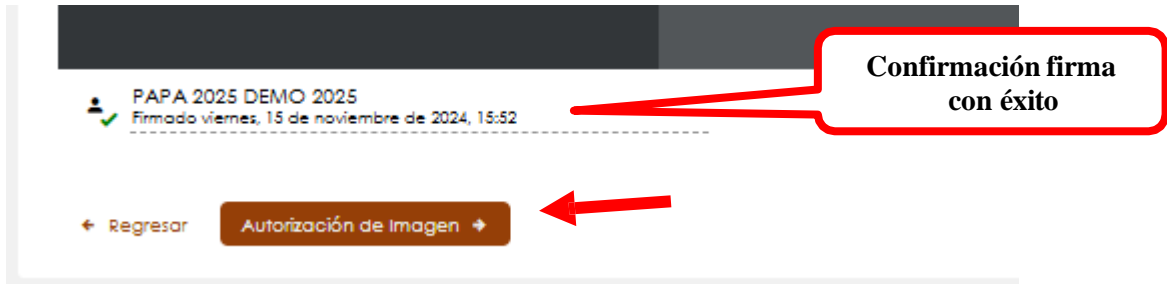 Confirmación firma
con éxito
PAPA 2025 DEMO 2025
Firmado viernes, 15 de noviembre de 2024, 15:52
Regresar
Autorización de Imagen